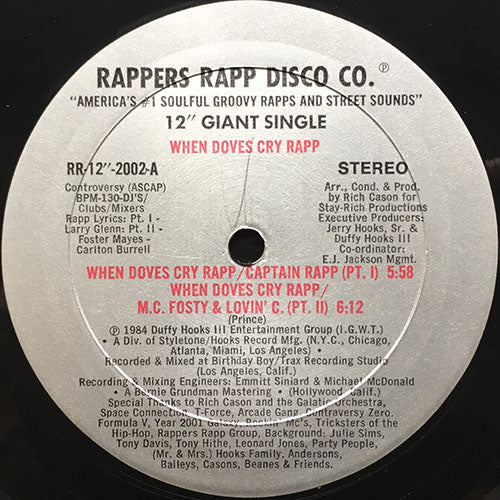 RAPPERS RAPP DISCO CO.℗
"AMERICA'S #1 SOULFUL GROOVY RAPPS AND STREET SOUNDS"
12" GIANT SINGLE
WHEN DOVES CRY RAPP
RR-12"-2002-A
Controversy (ASCAP)
BPM-130-DJ'S/
Clubs/Mixers
Rapp Lyrics: Pt. I -
Larry Glenn: Pt. II -
Foster Mayes -
Carlton Burrell
STEREO
Arr., Cond. & Prod.
by Rich Cason for
Stay-Rich Productions
Executive Producers:
Jerry Hooks, Sr. &
Duffy Hooks III
Co-ordinator:
E.J. Jackson Mgmt.
WHEN DOVES CRY RAPP/CAPTAIN RAPP (PT. I) 5:58
WHEN DOVES CRY RAPP/
M.C. FOSTY & LOVIN' C. (PT. II) 6:12
(Prince)
℗ 1984 Duffy Hooks III Entertainment Group (I.G.W.T.)
• A Div. of Styletone/Hooks Record Mfg. (N.Y.C., Chicago,
Atlanta, Miami, Los Angeles) •
Recorded & Mixed at Birthday Boy/Trax Recording Studio
(Los Angeles, Calif.)
Recording & Mixing Engineers: Emmitt Siniard & Michael McDonald
• A Bernie Grundman Mastering • (Hollywood Calif.)
Special Thanks to Rich Cason and the Galatic Orchestra,
Space Connection, T-Force, Arcade Gang, Contraversy Zero.
Formula V, Year 2001 Galaxy, Rockin' Mc's, Tricksters of the
Hip-Hop, Rappers Rapp Group, Background: Julie Sims,
Tony Davis, Tony Hithe, Leonard Jones, Party People,
(Mr. & Mrs.) Hooks Family, Andersons,
Baileys, Casons, Beanes & Friends.